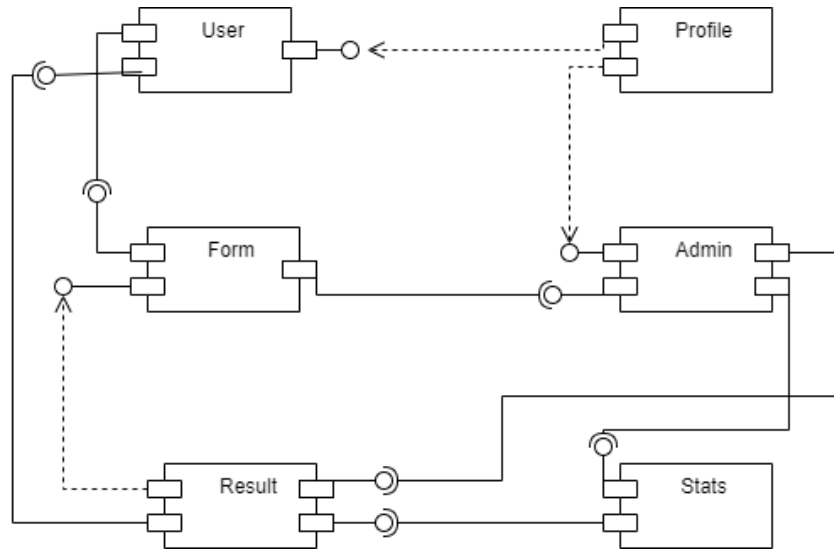 User
Profile
Form
Admin
Result
Stats